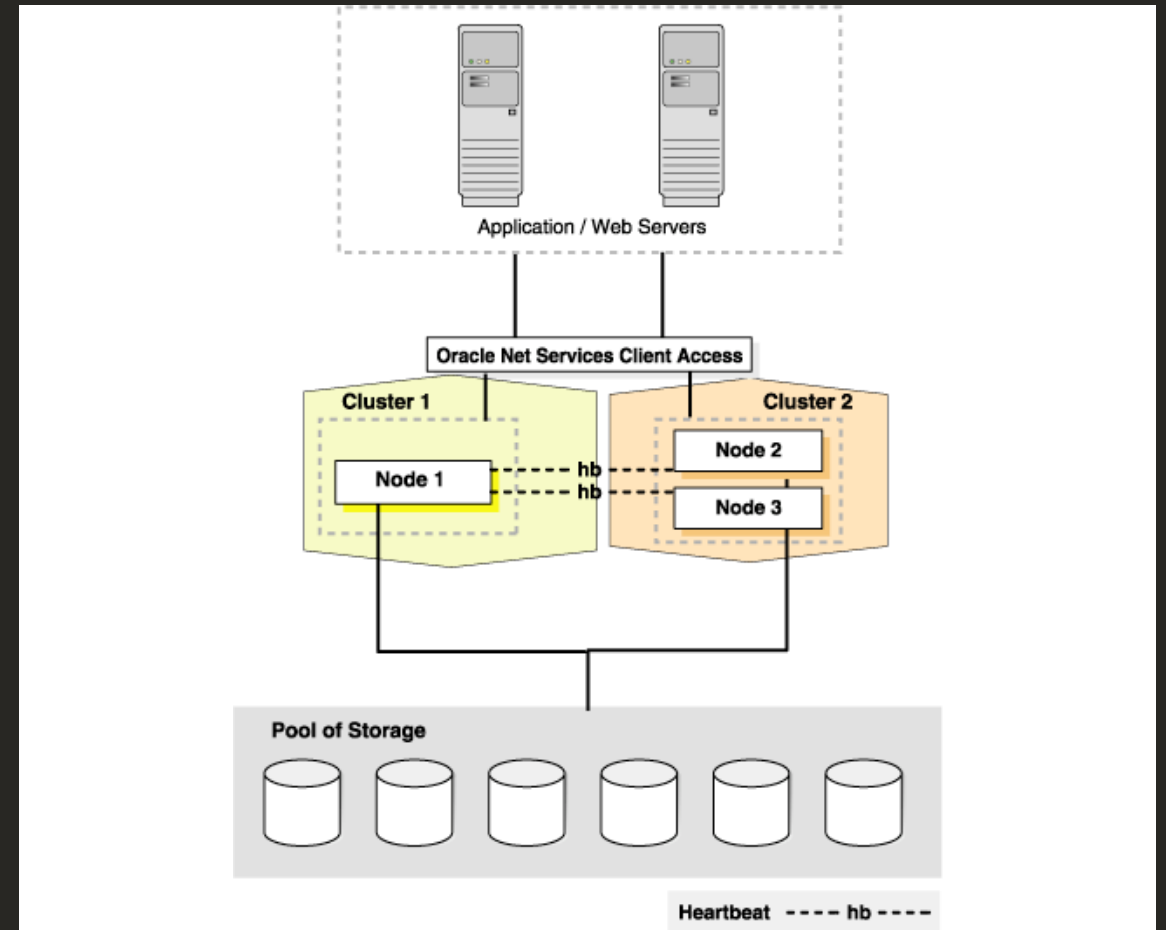 Application / Web Servers
Oracle Net Services Client Access
Cluster 1
Cluster 2
Node 1
hb
hb
Node 2
Node 3
Pool of Storage
Heartbeat ---- hb ----